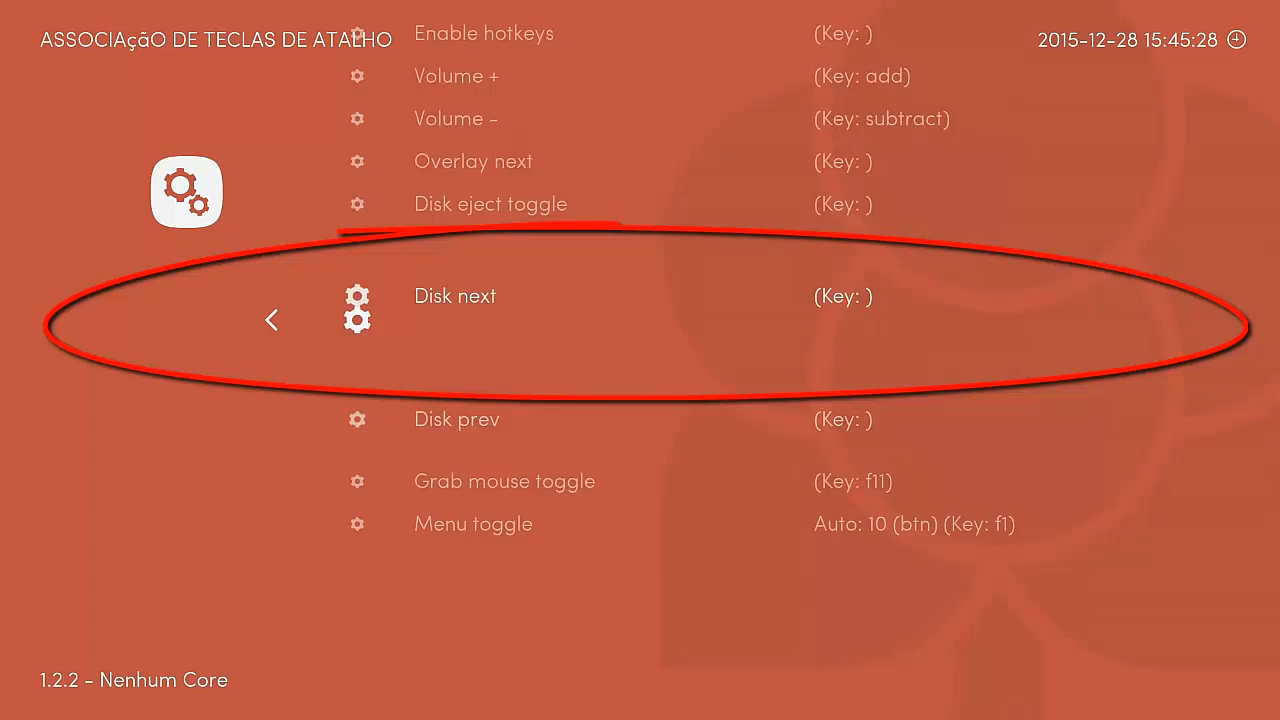 ASSOCIAçãO DE TECLAS DE ATALHO
2015-12-28 15:45:28
Enable hotkeys (Key: )
Volume + (Key: add)
Volume - (Key: subtract)
Overlay next (Key: )
Disk eject toggle (Key: )
Disk next (Key: )
Disk prev (Key: )
Grab mouse toggle (Key: f11)
Menu toggle Auto: 10 (btn) (Key: f1)
1.2.2 - Nenhum Core